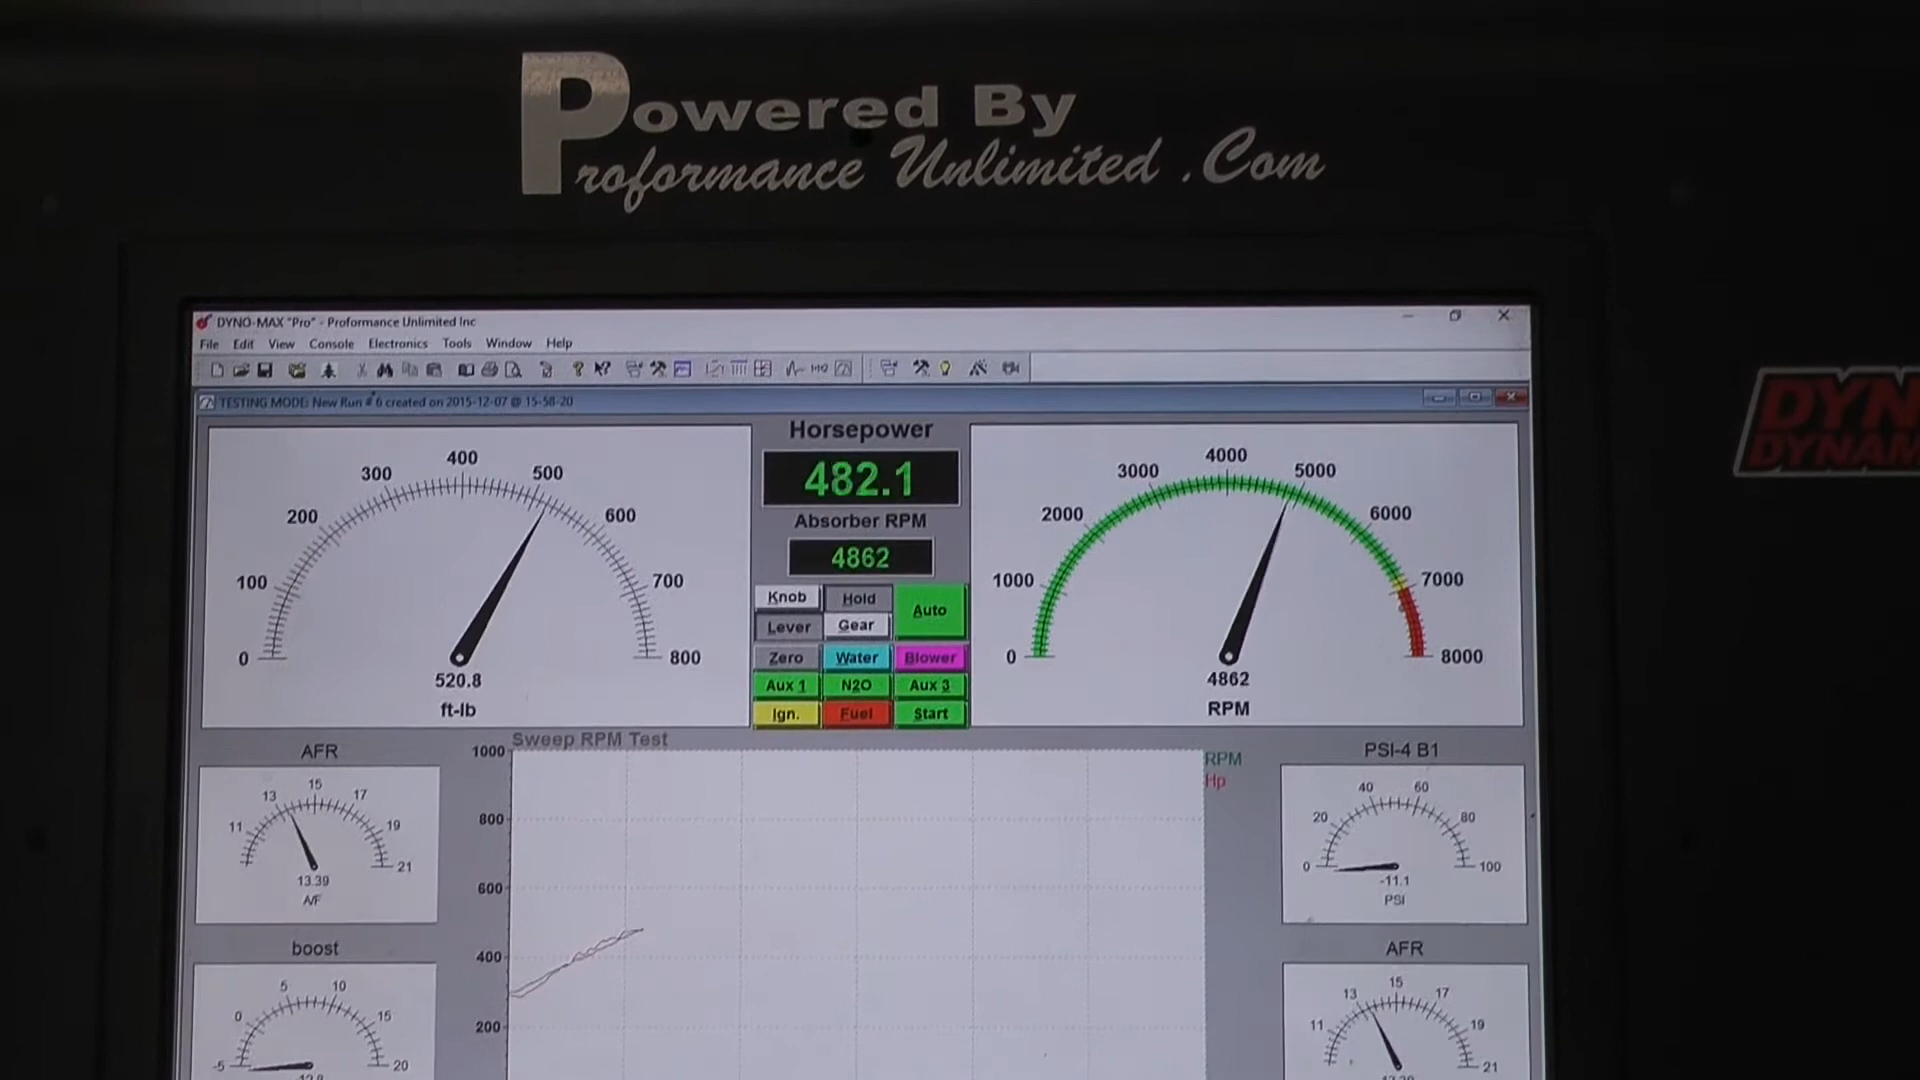 Powered By
Proformance Unlimited .Com
DYNO-MAX "Pro" - Proformance Unlimited Inc
File Edit View Console Electronics Tools Window Help
TESTING MODE: New Run # 6 created on 2015-12-07 @ 15-58-20
Horsepower
482.1
Absorber RPM
4862
Knob Hold Auto
Lever Gear
Zero Water Blower
Aux 1 N2O Aux 3
Ign. Fuel Start
0 100 200 300 400 500 600 700 800
520.8
ft-lb
0 1000 2000 3000 4000 5000 6000 7000 8000
4862
RPM
DYN
DYNAM
AFR
11 13 15 17 19 21
13.39
A/F
boost
-5 0 5 10 15 20
Sweep RPM Test
1000
800
600
400
200
RPM
Hp
PSI-4 B1
0 20 40 60 80 100
-11.1
PSI
AFR
11 13 15 17 19 21